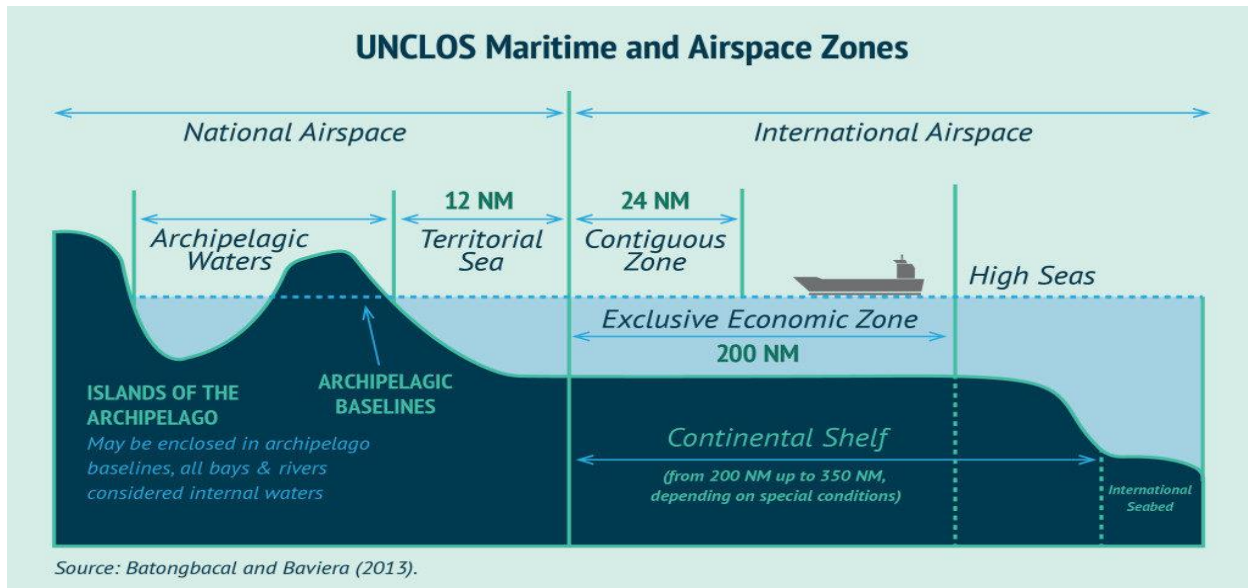 UNCLOS Maritime and Airspace Zones
National Airspace
International Airspace
12 NM
24 NM
Archipelagic
Waters
Territorial
Sea
Contiguous
Zone
High Seas
Exclusive Economic Zone
200 NM
ISLANDS OF THE
ARCHIPELAGO
May be enclosed in archipelago
baselines, all bays & rivers
considered internal waters
ARCHIPELAGIC
BASELINES
Continental Shelf
(from 200 NM up to 350 NM,
depending on special conditions)
International
Seabed
Source: Batongbacal and Baviera (2013).